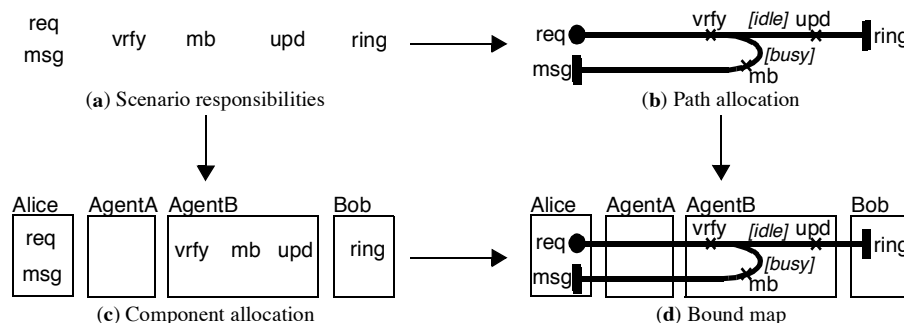 req
msg
vrfy
mb
upd
ring
(a) Scenario responsibilities
vrfy
[idle]
upd
req
ring
[busy]
msg
mb
(b) Path allocation
Alice
AgentA
AgentB
Bob
req
msg
vrfy
mb
upd
ring
(c) Component allocation
Alice
AgentA
AgentB
Bob
vrfy
[idle]
upd
req
ring
[busy]
msg
mb
(d) Bound map